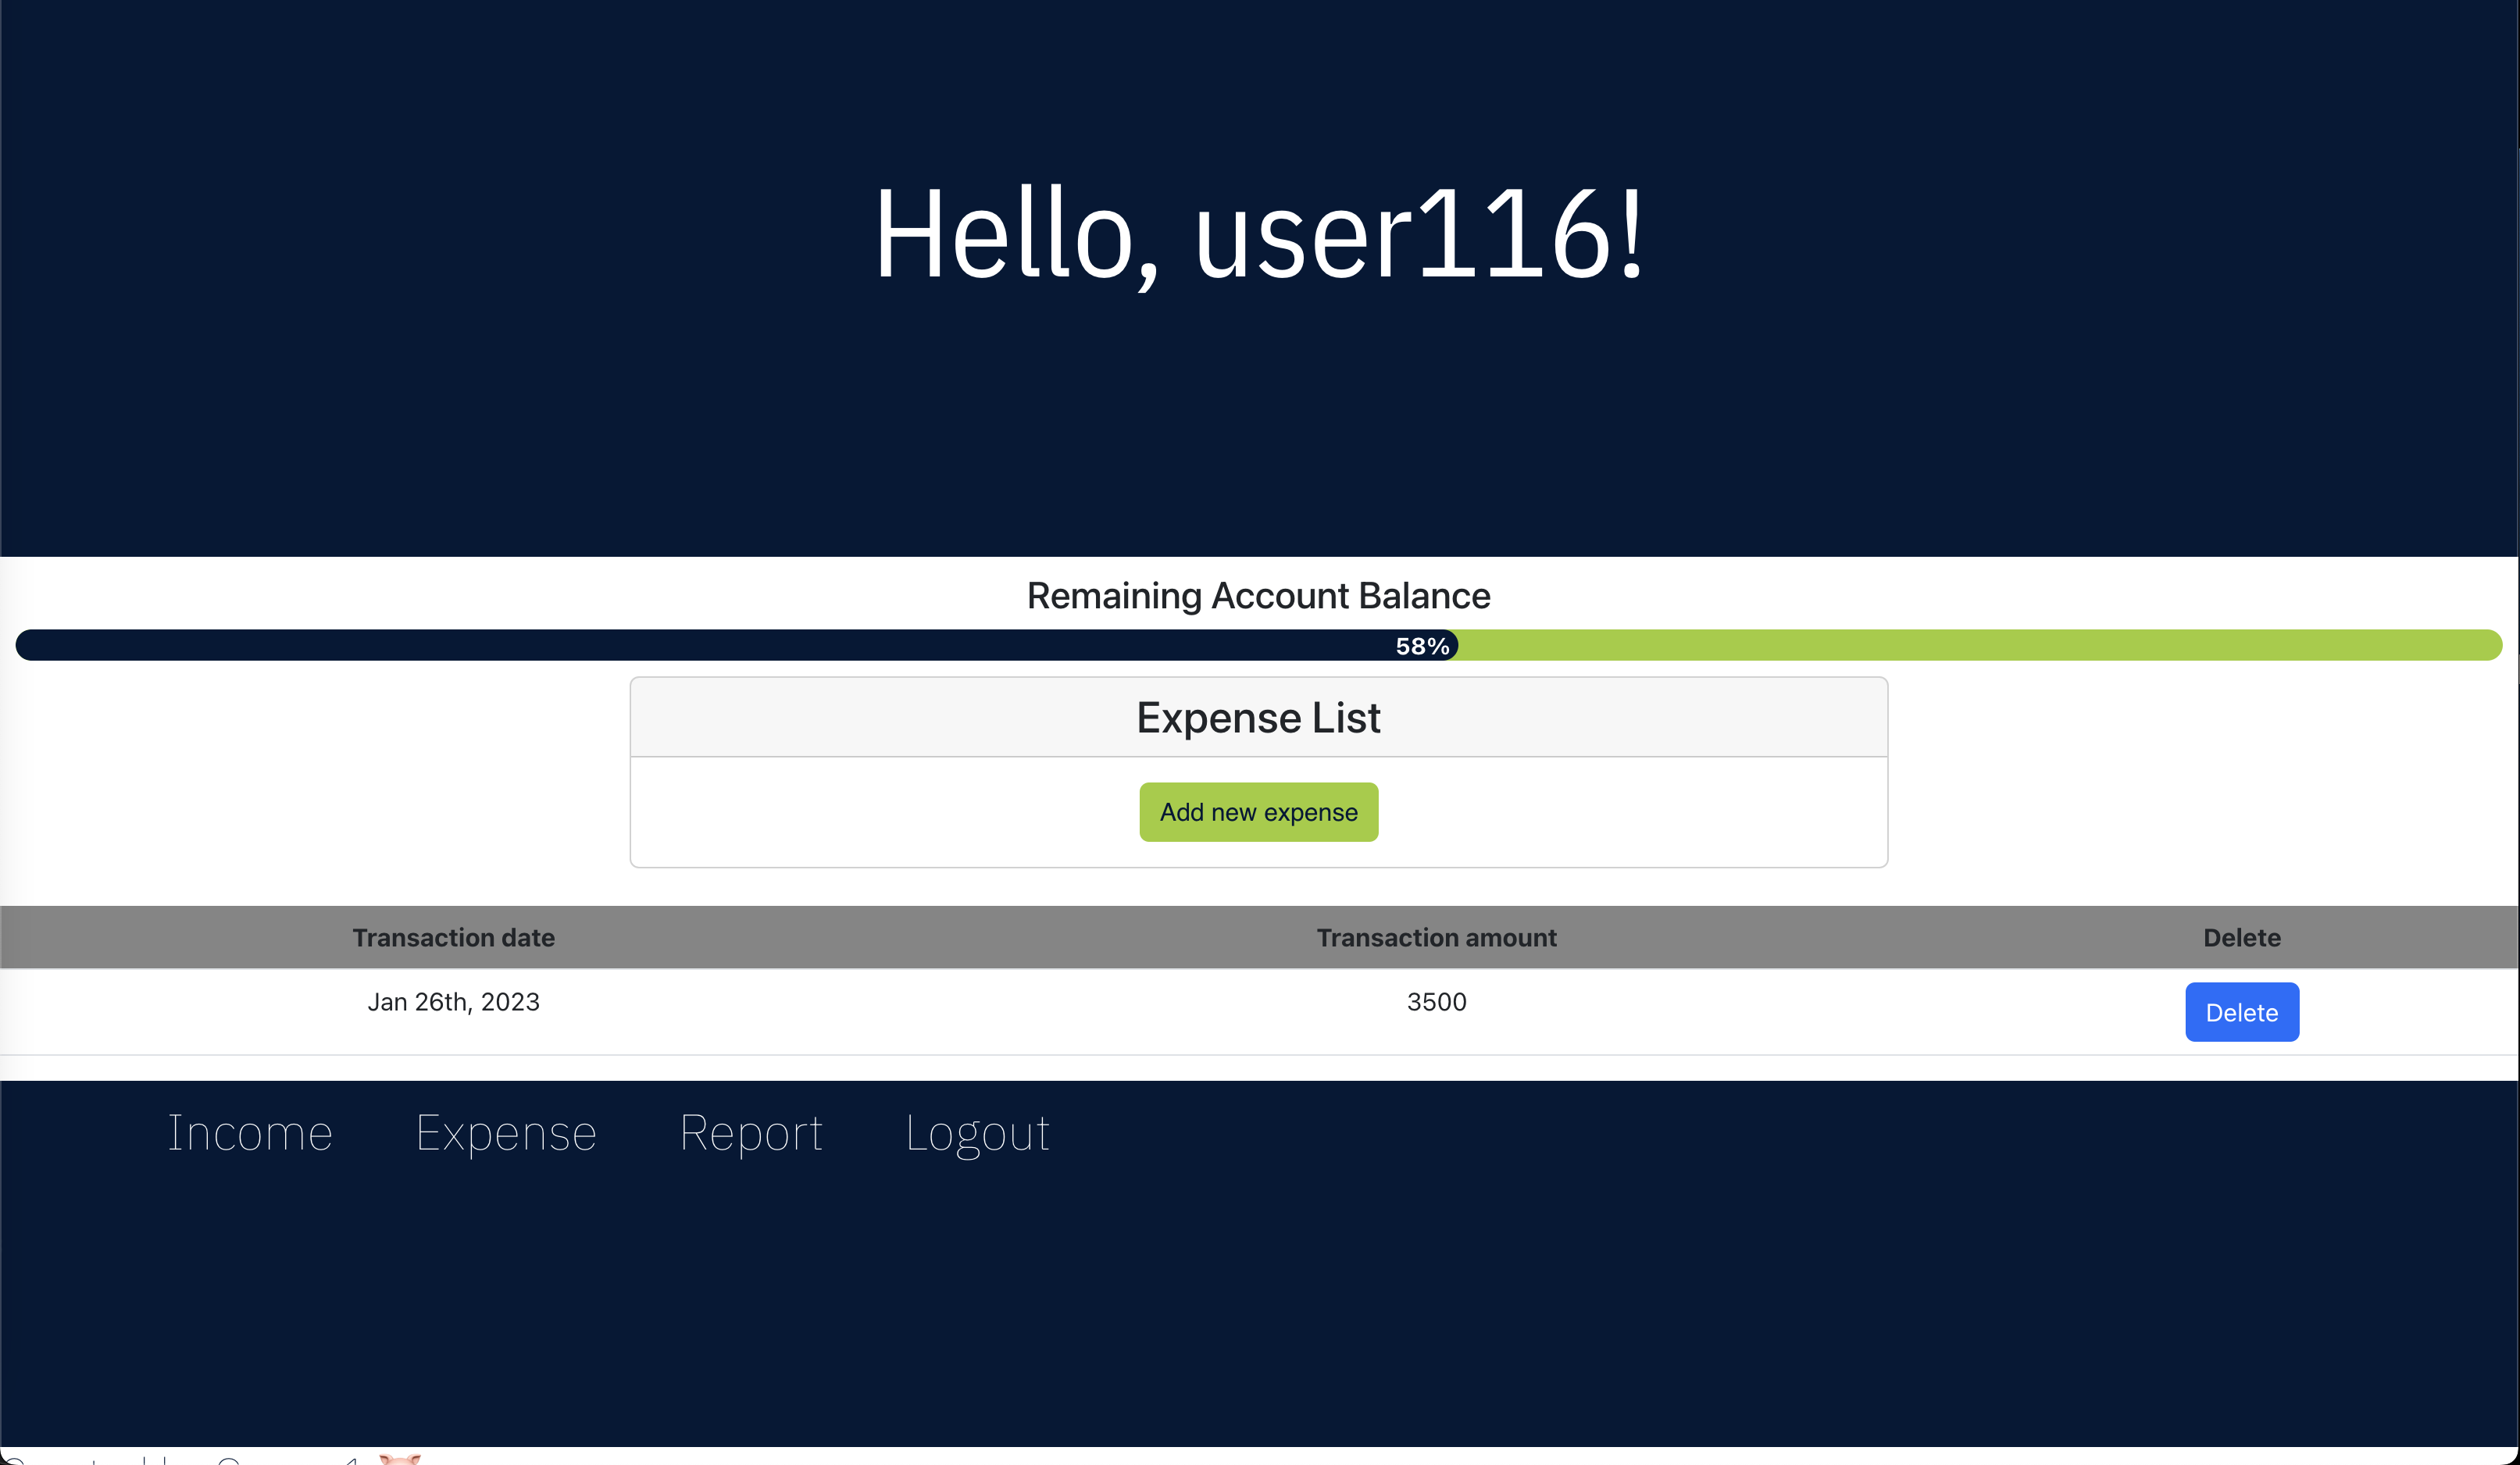 Hello, user116!
Remaining Account Balance
58%
Expense List
Add new expense
Transaction date Transaction amount Delete
Jan 26th, 2023 3500 Delete
Income Expense Report Logout